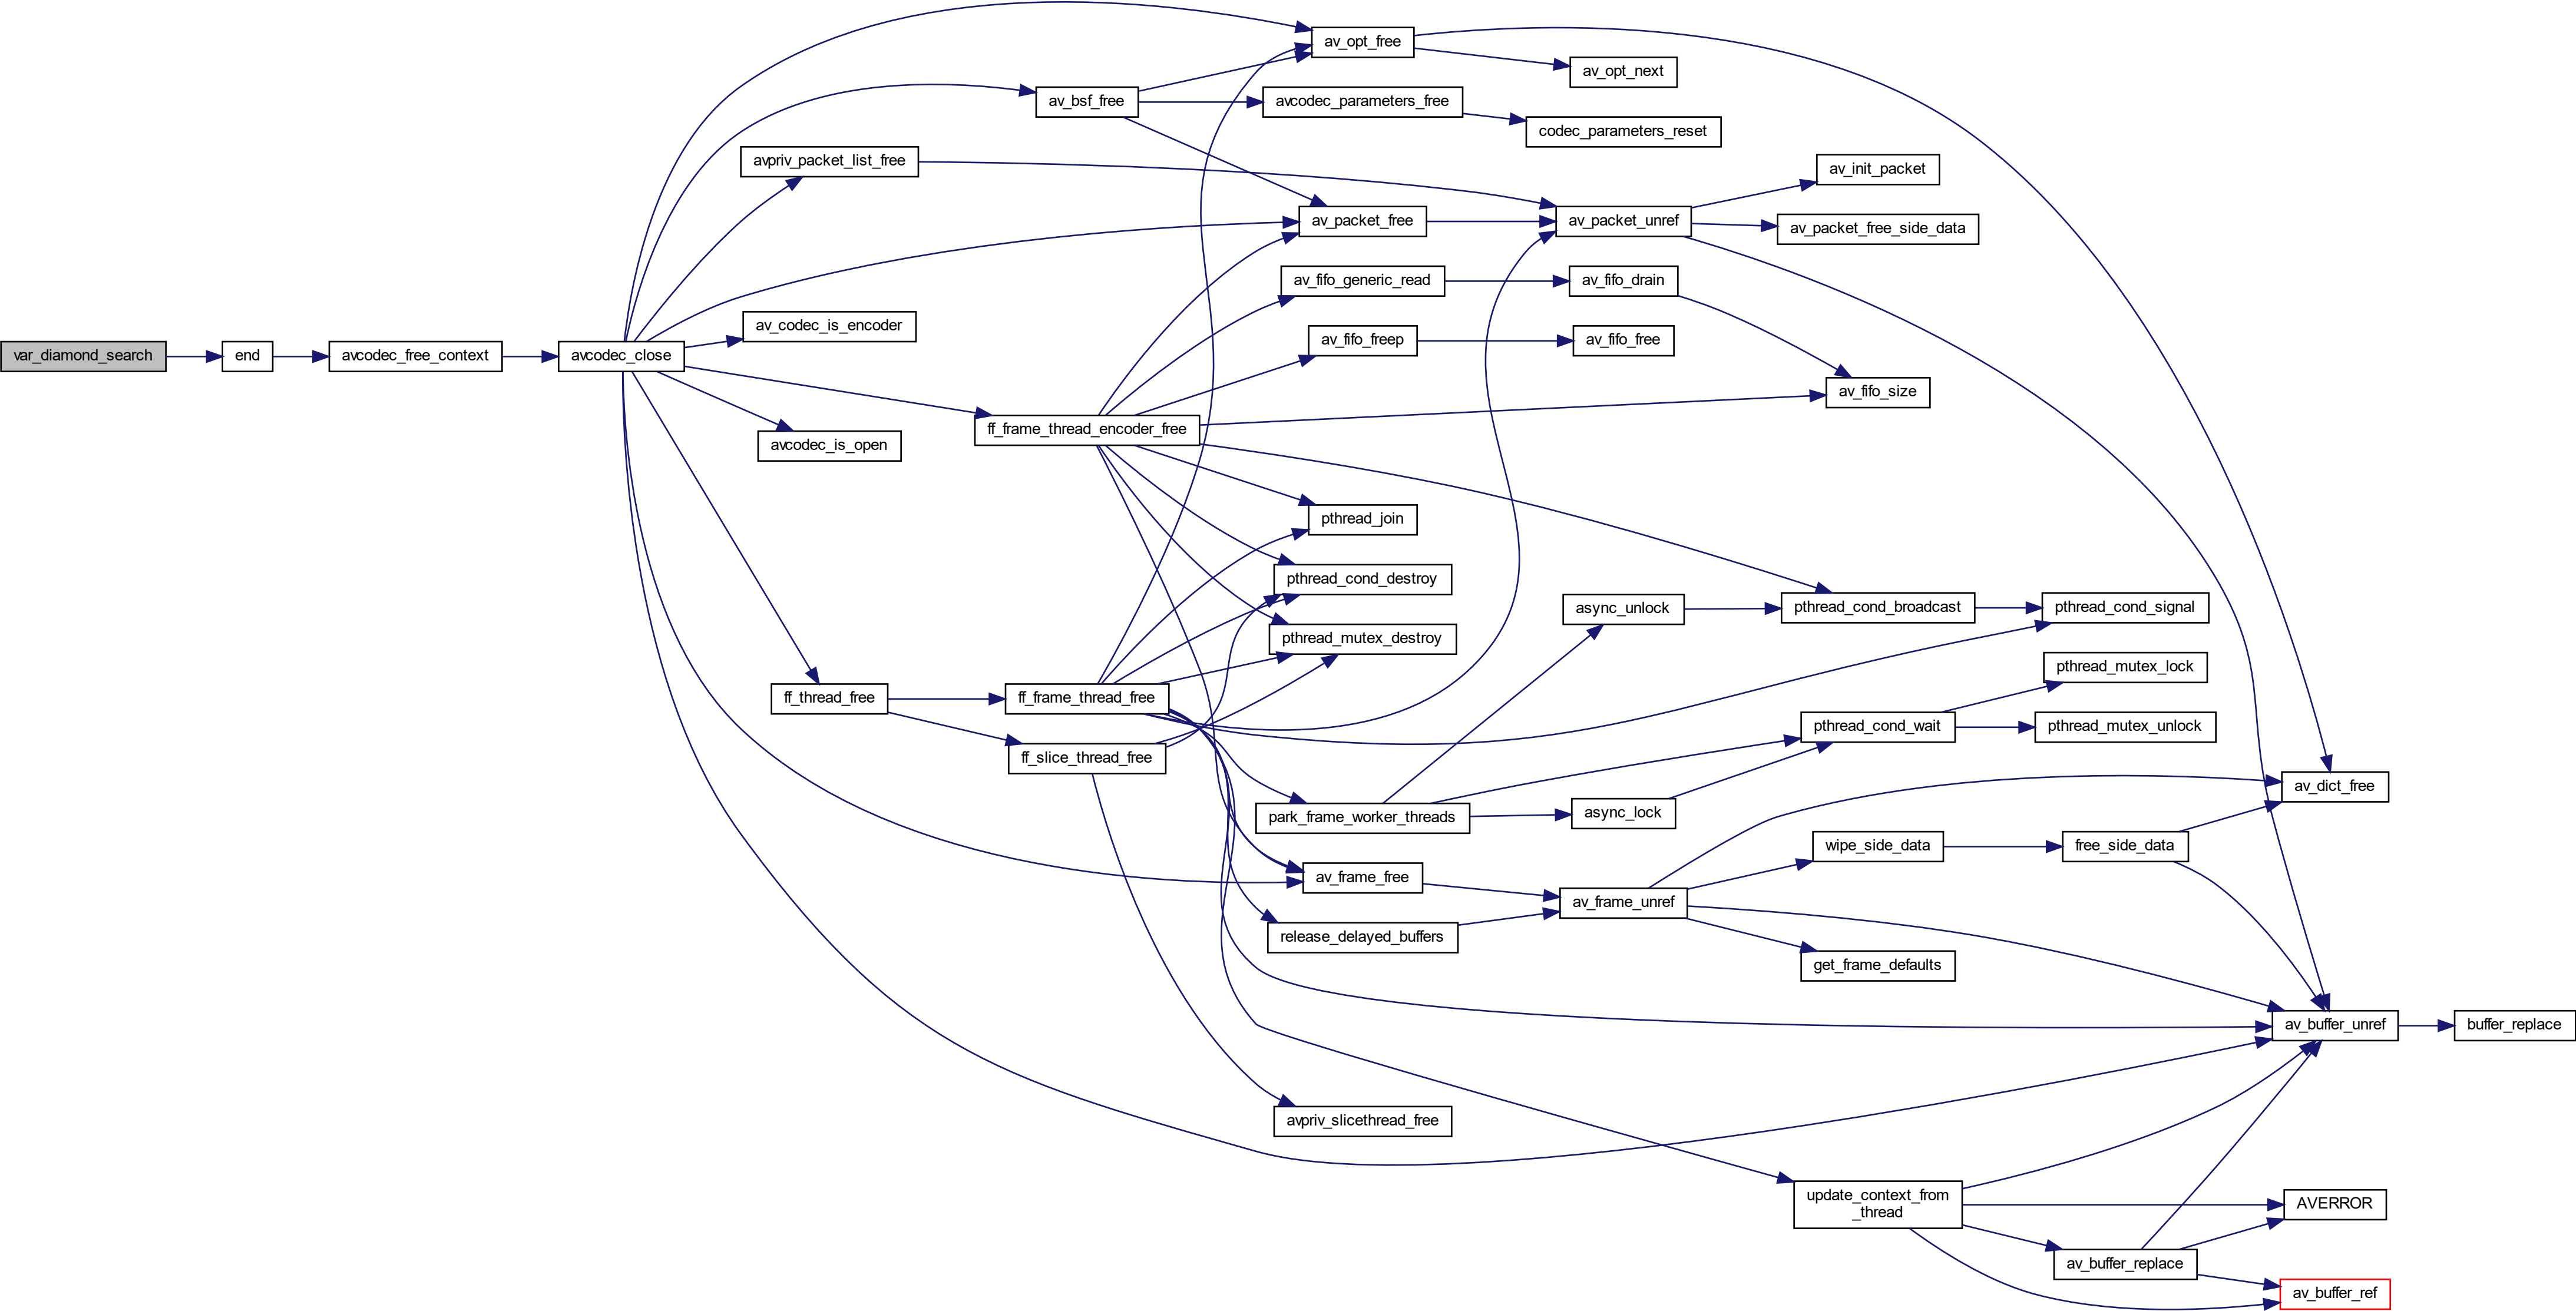 var_diamond_search
end
avcodec_free_context
avcodec_close
av_opt_free
av_opt_next
av_bsf_free
avcodec_parameters_free
codec_parameters_reset
avpriv_packet_list_free
av_packet_free
av_packet_unref
av_init_packet
av_packet_free_side_data
av_codec_is_encoder
avcodec_is_open
av_fifo_generic_read
av_fifo_drain
av_fifo_freep
av_fifo_free
av_fifo_size
ff_frame_thread_encoder_free
pthread_join
pthread_cond_destroy
pthread_mutex_destroy
async_unlock
pthread_cond_broadcast
pthread_cond_signal
pthread_mutex_lock
ff_thread_free
ff_frame_thread_free
ff_slice_thread_free
pthread_cond_wait
pthread_mutex_unlock
park_frame_worker_threads
async_lock
av_dict_free
wipe_side_data
free_side_data
av_frame_free
av_frame_unref
release_delayed_buffers
get_frame_defaults
av_buffer_unref
buffer_replace
avpriv_slicethread_free
update_context_from
_thread
AVERROR
av_buffer_replace
av_buffer_ref